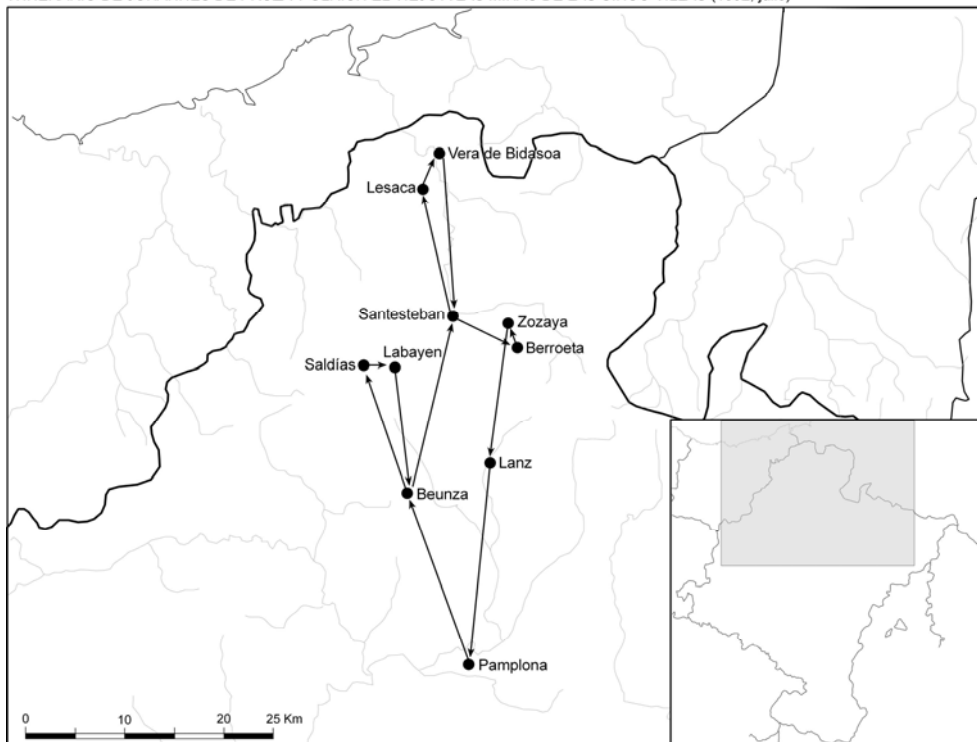 Vera de Bidasoa
Lesaca
Santesteban
Zozaya
Berroeta
Labayen
Saldías
Lanz
Beunza
Pamplona
0 10 20 25 Km